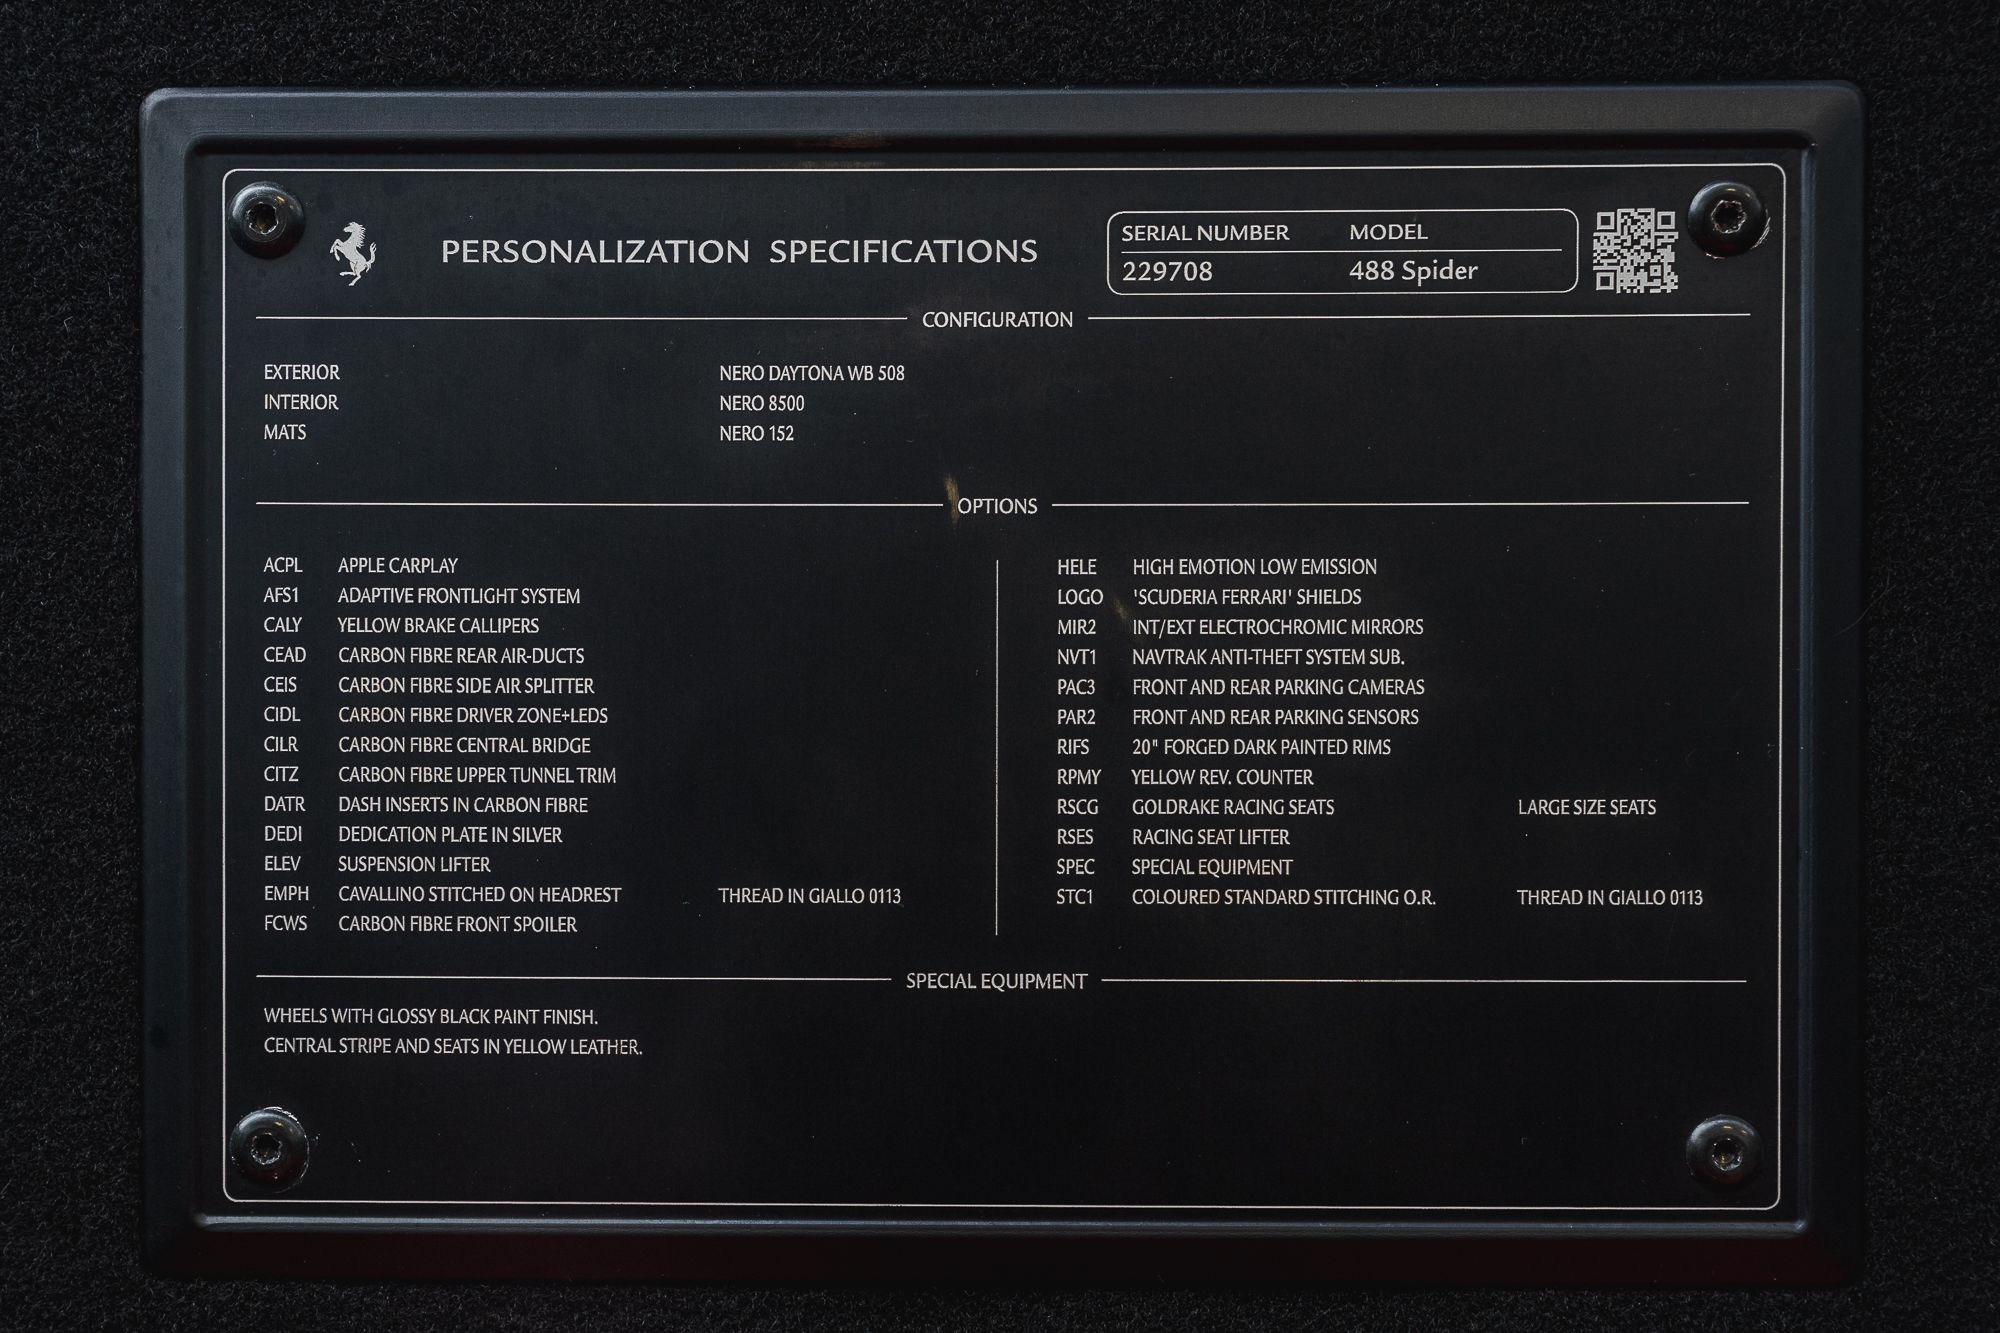 PERSONALIZATION SPECIFICATIONS
SERIAL NUMBER MODEL
229708 488 Spider
CONFIGURATION
EXTERIOR NERO DAYTONA WB 508
INTERIOR NERO 8500
MATS NERO 152
OPTIONS
ACPL APPLE CARPLAY
AFS1 ADAPTIVE FRONTLIGHT SYSTEM
CALY YELLOW BRAKE CALLIPERS
CEAD CARBON FIBRE REAR AIR-DUCTS
CEIS CARBON FIBRE SIDE AIR SPLITTER
CIDL CARBON FIBRE DRIVER ZONE+LEDS
CILR CARBON FIBRE CENTRAL BRIDGE
CITZ CARBON FIBRE UPPER TUNNEL TRIM
DATR DASH INSERTS IN CARBON FIBRE
DEDI DEDICATION PLATE IN SILVER
ELEV SUSPENSION LIFTER
EMPH CAVALLINO STITCHED ON HEADREST THREAD IN GIALLO 0113
FCWS CARBON FIBRE FRONT SPOILER
HELE HIGH EMOTION LOW EMISSION
LOGO 'SCUDERIA FERRARI' SHIELDS
MIR2 INT/EXT ELECTROCHROMIC MIRRORS
NVT1 NAVTRAK ANTI-THEFT SYSTEM SUB.
PAC3 FRONT AND REAR PARKING CAMERAS
PAR2 FRONT AND REAR PARKING SENSORS
RIFS 20" FORGED DARK PAINTED RIMS
RPMY YELLOW REV. COUNTER
RSCG GOLDRAKE RACING SEATS LARGE SIZE SEATS
RSES RACING SEAT LIFTER
SPEC SPECIAL EQUIPMENT
STC1 COLOURED STANDARD STITCHING O.R. THREAD IN GIALLO 0113
SPECIAL EQUIPMENT
WHEELS WITH GLOSSY BLACK PAINT FINISH.
CENTRAL STRIPE AND SEATS IN YELLOW LEATHER.